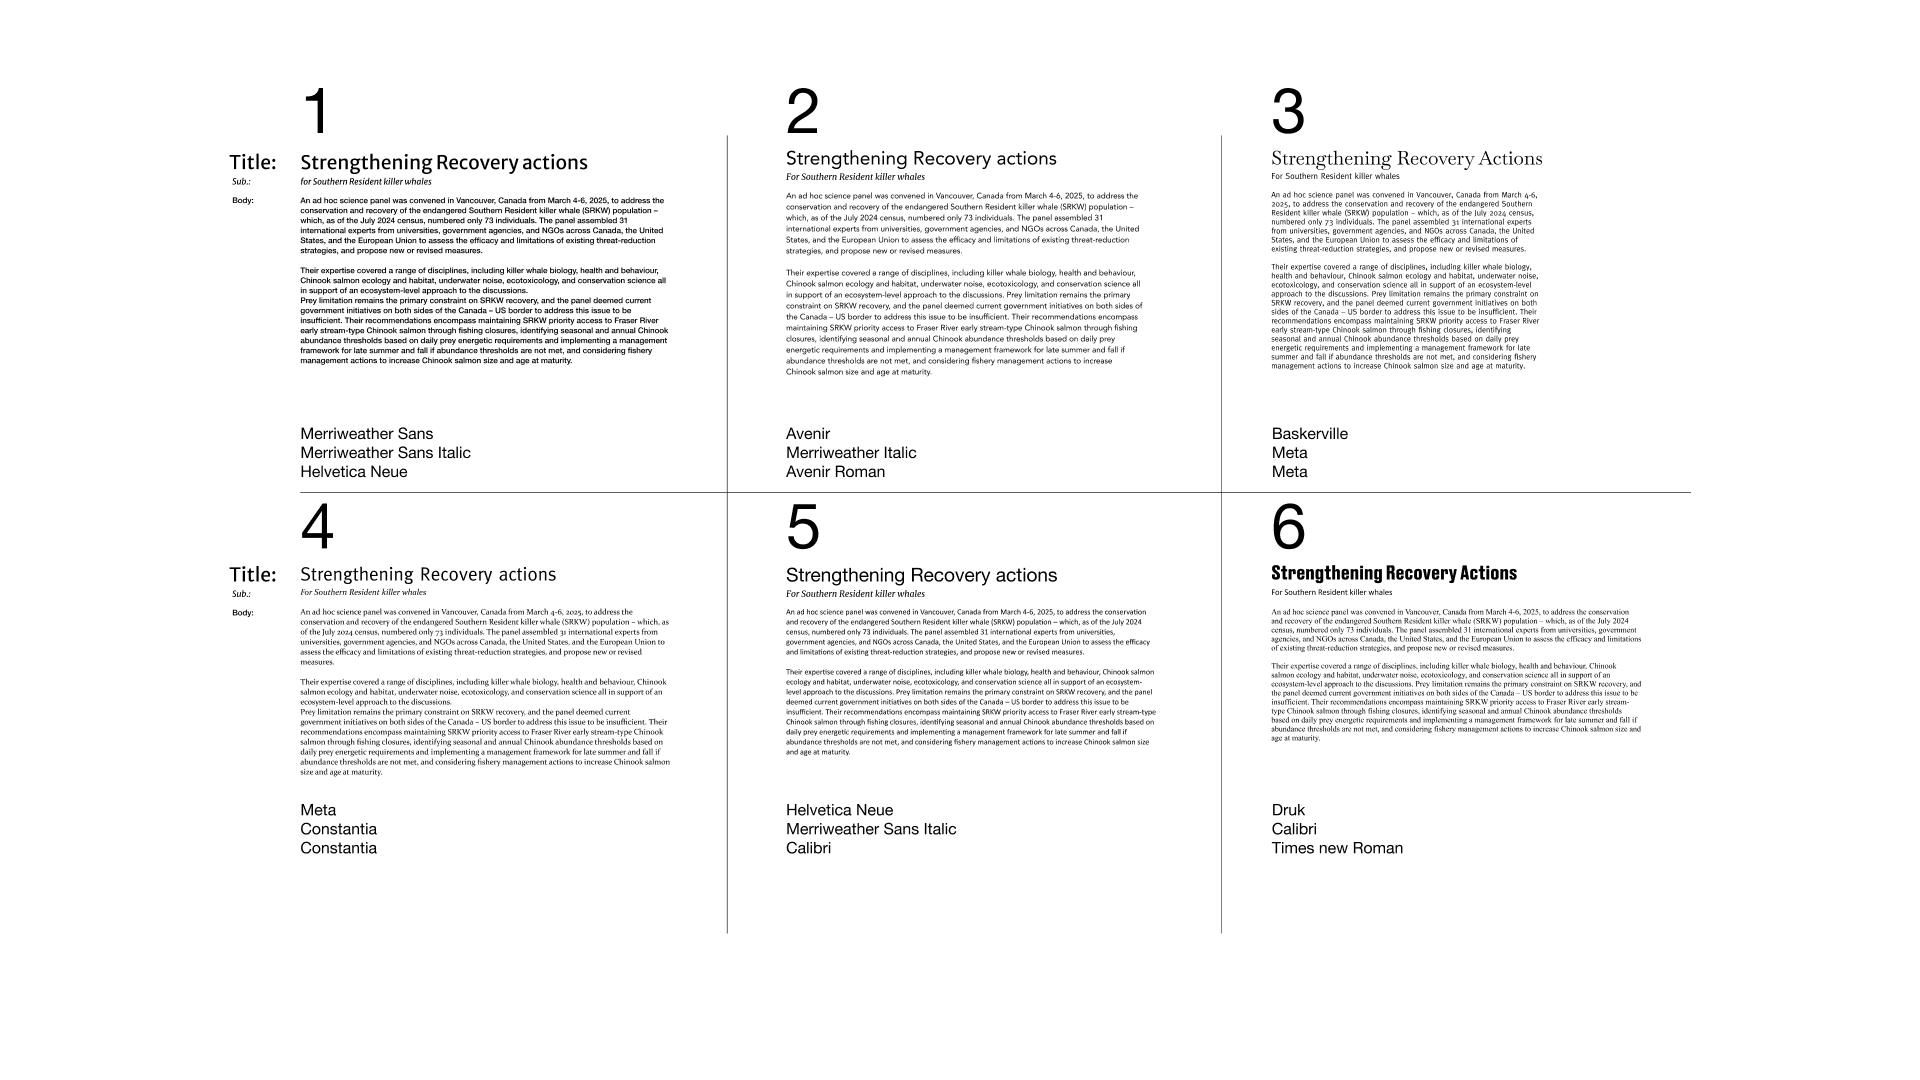 1
Title:
Strengthening Recovery actions
Sub.:
for Southern Resident killer whales
Body:
An ad hoc science panel was convened in Vancouver, Canada from March 4-6, 2025, to address the
conservation and recovery of the endangered Southern Resident killer whale (SRKW) population –
which, as of the July 2024 census, numbered only 73 individuals. The panel assembled 31
international experts from universities, government agencies, and NGOs across Canada, the United
States, and the European Union to assess the efficacy and limitations of existing threat-reduction
strategies, and propose new or revised measures.
Their expertise covered a range of disciplines, including killer whale biology, health and behaviour,
Chinook salmon ecology and habitat, underwater noise, ecotoxicology, and conservation science all
in support of an ecosystem-level approach to the discussions.
Prey limitation remains the primary constraint on SRKW recovery, and the panel deemed current
government initiatives on both sides of the Canada – US border to address this issue to be
insufficient. Their recommendations encompass maintaining SRKW priority access to Fraser River
early stream-type Chinook salmon through fishing closures, identifying seasonal and annual Chinook
abundance thresholds based on daily prey energetic requirements and implementing a management
framework for late summer and fall if abundance thresholds are not met, and considering fishery
management actions to increase Chinook salmon size and age at maturity.
Merriweather Sans
Merriweather Sans Italic
Helvetica Neue
2
Strengthening Recovery actions
For Southern Resident killer whales
An ad hoc science panel was convened in Vancouver, Canada from March 4-6, 2025, to address the
conservation and recovery of the endangered Southern Resident killer whale (SRKW) population –
which, as of the July 2024 census, numbered only 73 individuals. The panel assembled 31
international experts from universities, government agencies, and NGOs across Canada, the United
States, and the European Union to assess the efficacy and limitations of existing threat-reduction
strategies, and propose new or revised measures.
Their expertise covered a range of disciplines, including killer whale biology, health and behaviour,
Chinook salmon ecology and habitat, underwater noise, ecotoxicology, and conservation science all
in support of an ecosystem-level approach to the discussions. Prey limitation remains the primary
constraint on SRKW recovery, and the panel deemed current government initiatives on both sides of
the Canada – US border to address this issue to be insufficient. Their recommendations encompass
maintaining SRKW priority access to Fraser River early stream-type Chinook salmon through fishing
closures, identifying seasonal and annual Chinook abundance thresholds based on daily prey
energetic requirements and implementing a management framework for late summer and fall if
abundance thresholds are not met, and considering fishery management actions to increase
Chinook salmon size and age at maturity.
Avenir
Merriweather Italic
Avenir Roman
3
Strengthening Recovery Actions
For Southern Resident killer whales
An ad hoc science panel was convened in Vancouver, Canada from March 4-6,
2025, to address the conservation and recovery of the endangered Southern
Resident killer whale (SRKW) population – which, as of the July 2024 census,
numbered only 73 individuals. The panel assembled 31 international experts
from universities, government agencies, and NGOs across Canada, the United
States, and the European Union to assess the efficacy and limitations of
existing threat-reduction strategies, and propose new or revised measures.
Their expertise covered a range of disciplines, including killer whale biology,
health and behaviour, Chinook salmon ecology and habitat, underwater noise,
ecotoxicology, and conservation science all in support of an ecosystem-level
approach to the discussions. Prey limitation remains the primary constraint on
SRKW recovery, and the panel deemed current government initiatives on both
sides of the Canada – US border to address this issue to be insufficient. Their
recommendations encompass maintaining SRKW priority access to Fraser River
early stream-type Chinook salmon through fishing closures, identifying
seasonal and annual Chinook abundance thresholds based on daily prey
energetic requirements and implementing a management framework for late
summer and fall if abundance thresholds are not met, and considering fishery
management actions to increase Chinook salmon size and age at maturity.
Baskerville
Meta
Meta
4
Title:
Strengthening Recovery actions
Sub.:
For Southern Resident killer whales
Body:
An ad hoc science panel was convened in Vancouver, Canada from March 4-6, 2025, to address the
conservation and recovery of the endangered Southern Resident killer whale (SRKW) population – which, as
of the July 2024 census, numbered only 73 individuals. The panel assembled 31 international experts from
universities, government agencies, and NGOs across Canada, the United States, and the European Union to
assess the efficacy and limitations of existing threat-reduction strategies, and propose new or revised
measures.
Their expertise covered a range of disciplines, including killer whale biology, health and behaviour, Chinook
salmon ecology and habitat, underwater noise, ecotoxicology, and conservation science all in support of an
ecosystem-level approach to the discussions.
Prey limitation remains the primary constraint on SRKW recovery, and the panel deemed current
government initiatives on both sides of the Canada – US border to address this issue to be insufficient. Their
recommendations encompass maintaining SRKW priority access to Fraser River early stream-type Chinook
salmon through fishing closures, identifying seasonal and annual Chinook abundance thresholds based on
daily prey energetic requirements and implementing a management framework for late summer and fall if
abundance thresholds are not met, and considering fishery management actions to increase Chinook salmon
size and age at maturity.
Meta
Constantia
Constantia
5
Strengthening Recovery actions
For Southern Resident killer whales
An ad hoc science panel was convened in Vancouver, Canada from March 4-6, 2025, to address the conservation
and recovery of the endangered Southern Resident killer whale (SRKW) population – which, as of the July 2024
census, numbered only 73 individuals. The panel assembled 31 international experts from universities,
government agencies, and NGOs across Canada, the United States, and the European Union to assess the efficacy
and limitations of existing threat-reduction strategies, and propose new or revised measures.
Their expertise covered a range of disciplines, including killer whale biology, health and behaviour, Chinook salmon
ecology and habitat, underwater noise, ecotoxicology, and conservation science all in support of an ecosystem-
level approach to the discussions. Prey limitation remains the primary constraint on SRKW recovery, and the panel
deemed current government initiatives on both sides of the Canada – US border to address this issue to be
insufficient. Their recommendations encompass maintaining SRKW priority access to Fraser River early stream-type
Chinook salmon through fishing closures, identifying seasonal and annual Chinook abundance thresholds based on
daily prey energetic requirements and implementing a management framework for late summer and fall if
abundance thresholds are not met, and considering fishery management actions to increase Chinook salmon size
and age at maturity.
Helvetica Neue
Merriweather Sans Italic
Calibri
6
Strengthening Recovery Actions
For Southern Resident killer whales
An ad hoc science panel was convened in Vancouver, Canada from March 4-6, 2025, to address the conservation
and recovery of the endangered Southern Resident killer whale (SRKW) population – which, as of the July 2024
census, numbered only 73 individuals. The panel assembled 31 international experts from universities, government
agencies, and NGOs across Canada, the United States, and the European Union to assess the efficacy and limitations
of existing threat-reduction strategies, and propose new or revised measures.
Their expertise covered a range of disciplines, including killer whale biology, health and behaviour, Chinook
salmon ecology and habitat, underwater noise, ecotoxicology, and conservation science all in support of an
ecosystem-level approach to the discussions. Prey limitation remains the primary constraint on SRKW recovery, and
the panel deemed current government initiatives on both sides of the Canada – US border to address this issue to be
insufficient. Their recommendations encompass maintaining SRKW priority access to Fraser River early stream-
type Chinook salmon through fishing closures, identifying seasonal and annual Chinook abundance thresholds
based on daily prey energetic requirements and implementing a management framework for late summer and fall if
abundance thresholds are not met, and considering fishery management actions to increase Chinook salmon size and
age at maturity.
Druk
Calibri
Times new Roman